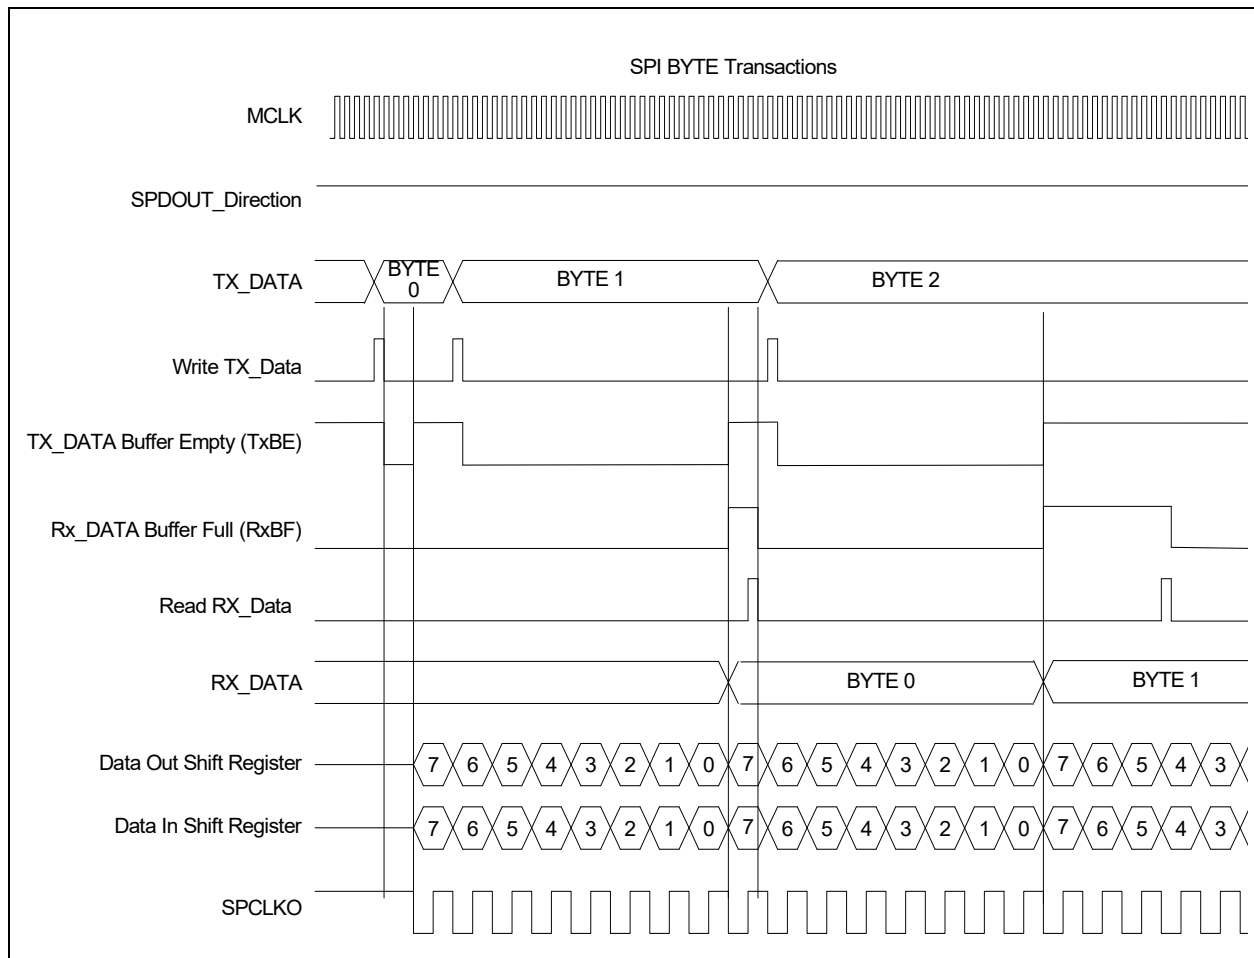 SPI BYTE Transactions
MCLK
SPDOUT_Direction
TX_DATA BYTE 0 BYTE 1 BYTE 2
Write TX_Data
TX_DATA Buffer Empty (TxBE)
Rx_DATA Buffer Full (RxBF)
Read RX_Data
RX_DATA BYTE 0 BYTE 1
Data Out Shift Register 7 6 5 4 3 2 1 0 7 6 5 4 3 2 1 0 7 6 5 4 3
Data In Shift Register 7 6 5 4 3 2 1 0 7 6 5 4 3 2 1 0 7 6 5 4 3
SPCLKO